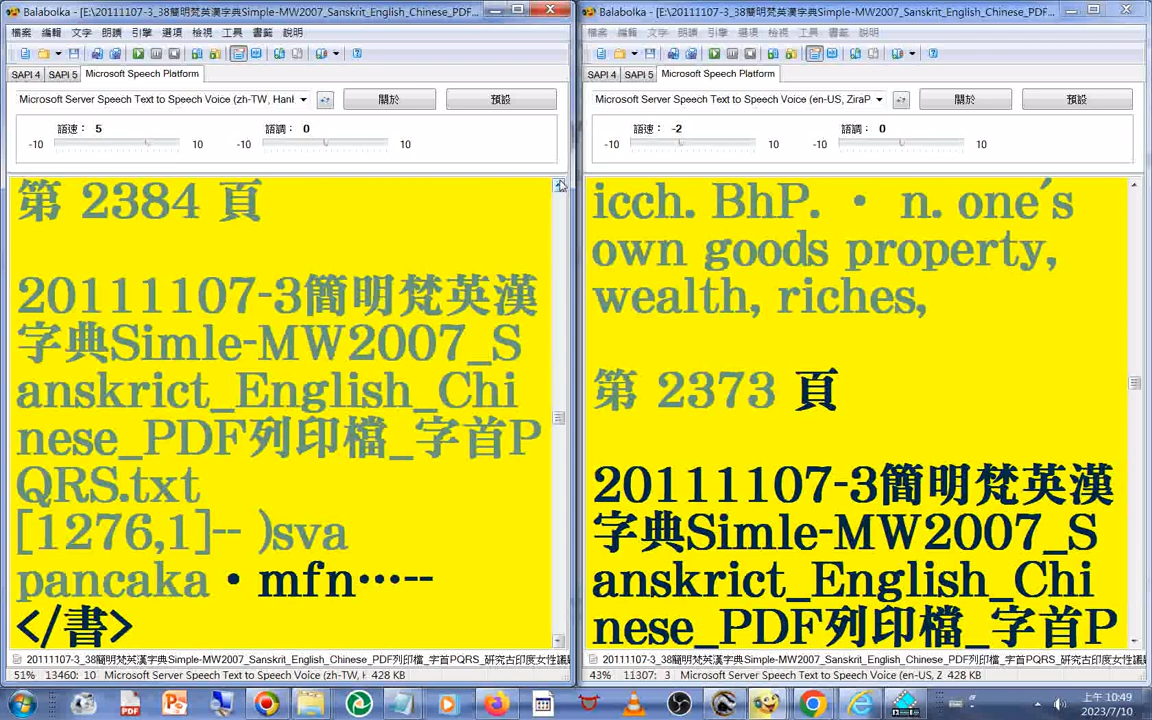 Balabolka - [E:\20111107-3_38簡明梵英漢字典Simple-MW2007_Sanskrit_English_Chinese_PDF...
檔案 編輯 文字 朗讀 引擎 選項 檢視 工具 書籤 說明
SAPI 4 SAPI 5 Microsoft Speech Platform
Microsoft Server Speech Text to Speech Voice (zh-TW, Hanl
關於 預設
語速： 5 語調： 0
-10 10 -10 10
第 2384 頁
20111107-3簡明梵英漢
字典Simle-MW2007_S
anskrict_English_Chi
nese_PDF列印檔_字首P
QRS.txt
[1276,1]-- )sva
pancaka・mfn…--
</書>
20111107-3_38簡明梵英漢字典Simple-MW2007_Sanskrit_English_Chinese_PDF列印檔_字首PQRS_研究古印度女性議
51% 13460: 10 Microsoft Server Speech Text to Speech Voice (zh-TW, H 428 KB
Balabolka - [E:\20111107-3_38簡明梵英漢字典Simple-MW2007_Sanskrit_English_Chinese_PDF...
檔案 編輯 文字 朗讀 引擎 選項 檢視 工具 書籤 說明
SAPI 4 SAPI 5 Microsoft Speech Platform
Microsoft Server Speech Text to Speech Voice (en-US, ZiraP
關於 預設
語速： -2 語調： 0
-10 10 -10 10
icch. BhP. ・ n. one's
own goods property,
wealth, riches,
第 2373 頁
20111107-3簡明梵英漢
字典Simle-MW2007_S
anskrict_English_Chi
nese_PDF列印檔_字首P
20111107-3_38簡明梵英漢字典Simple-MW2007_Sanskrit_English_Chinese_PDF列印檔_字首PQRS_研究古印度女性議
43% 11307: 3 Microsoft Server Speech Text to Speech Voice (en-US, Z 428 KB
上午 10:49
2023/7/10